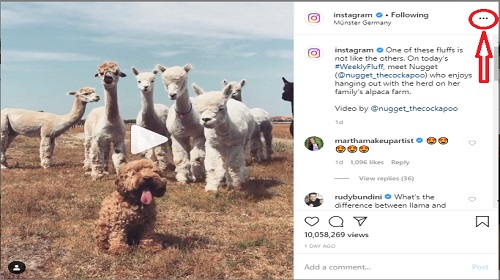 instagram • Following
Münster Germany
instagram One of these fluffs is
not like the others. On today's
#WeeklyFluff, meet Nugget
(@nugget_thecockapoo) who enjoys
hanging out with the herd on her
family's alpaca farm.
Video by @nugget_thecockapoo
1d
marthamakeupartist
1d 1,096 likes Reply
View replies (36)
rudybundini What's the
difference between llama and
10,058,269 views
1 DAY AGO
Add a comment...
Post